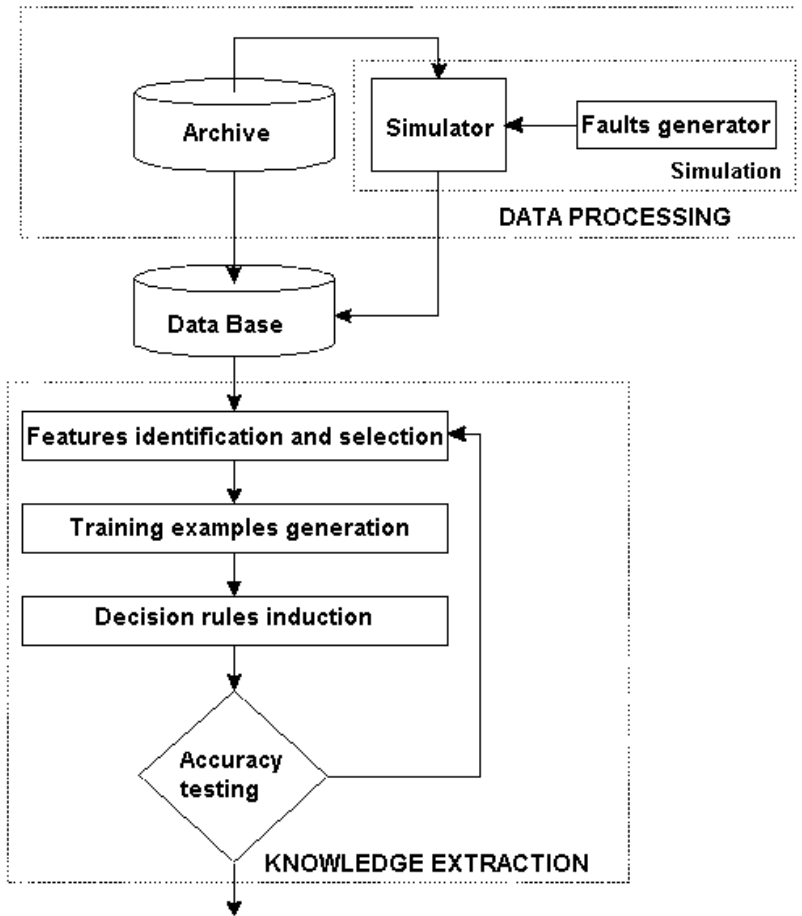 Archive
Simulator
Faults generator
Simulation
DATA PROCESSING
Data Base
Features identification and selection
Training examples generation
Decision rules induction
Accuracy
testing
KNOWLEDGE EXTRACTION